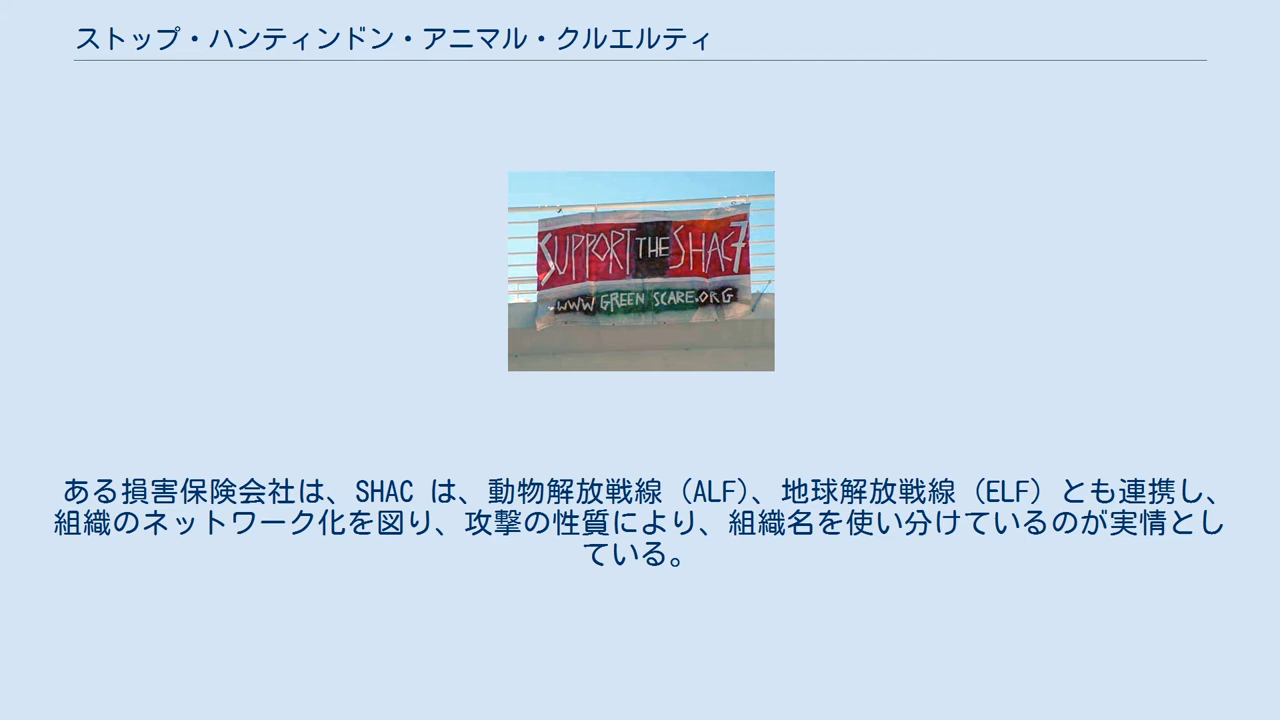 ストップ・ハンティンドン・アニマル・クルエルティ
SUPPORT THE SHAC7
WWW GREEN SCARE.ORG
ある損害保険会社は、SHAC は、動物解放戦線（ALF）、地球解放戦線（ELF）とも連携し、
組織のネットワーク化を図り、攻撃の性質により、組織名を使い分けているのが実情とし
ている。